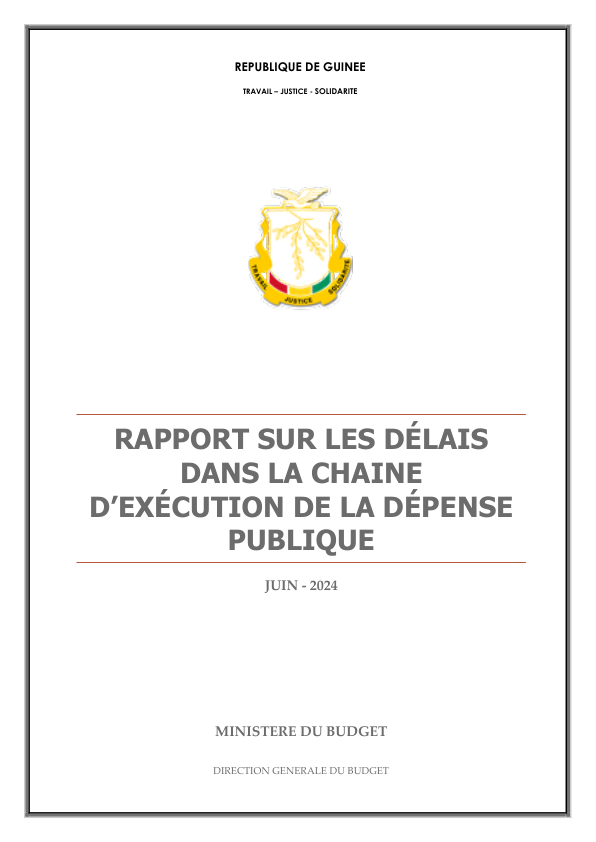 REPUBLIQUE DE GUINEE
TRAVAIL – JUSTICE - SOLIDARITE
TRAVAIL
JUSTICE
SOLIDARITE
RAPPORT SUR LES DÉLAIS
DANS LA CHAINE
D’EXÉCUTION DE LA DÉPENSE
PUBLIQUE
JUIN - 2024
MINISTERE DU BUDGET
DIRECTION GENERALE DU BUDGET